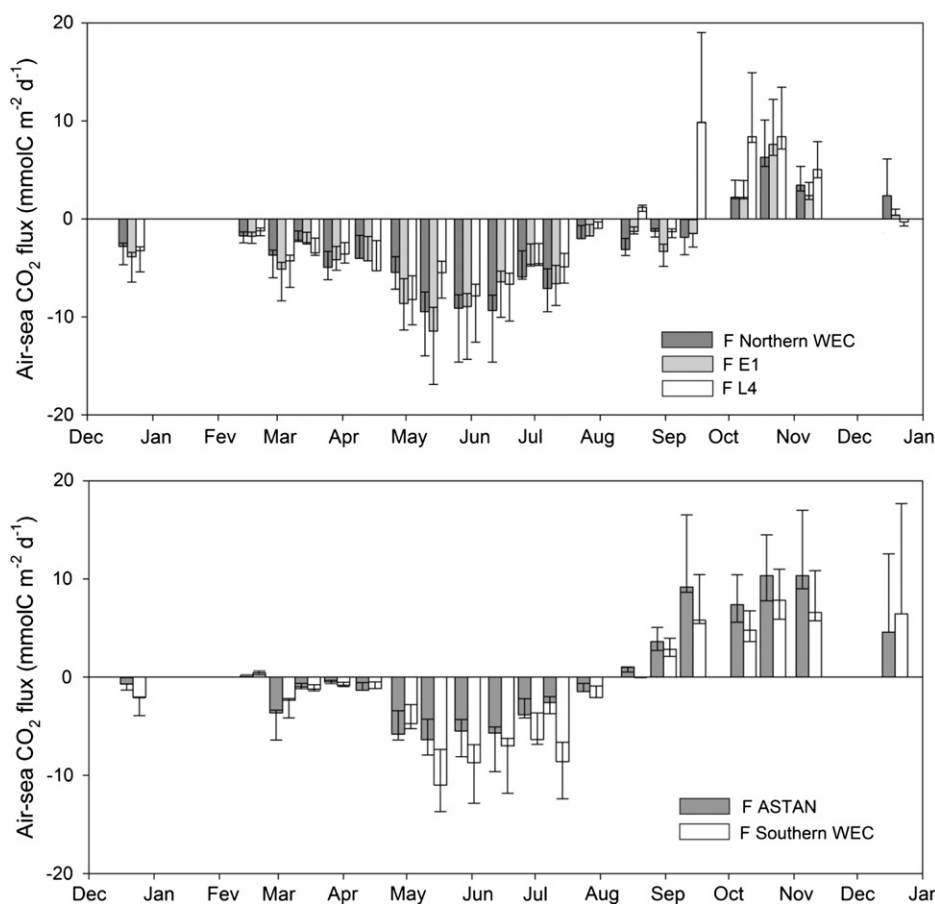 20
10
0
-10
-20
Air-sea CO₂ flux (mmolC m⁻² d⁻¹)
F Northern WEC
F E1
F L4
Dec Jan Fev Mar Apr May Jun Jul Aug Sep Oct Nov Dec Jan
20
10
0
-10
-20
Air-sea CO₂ flux (mmolC m⁻² d⁻¹)
F ASTAN
F Southern WEC
Dec Jan Fev Mar Apr May Jun Jul Aug Sep Oct Nov Dec Jan